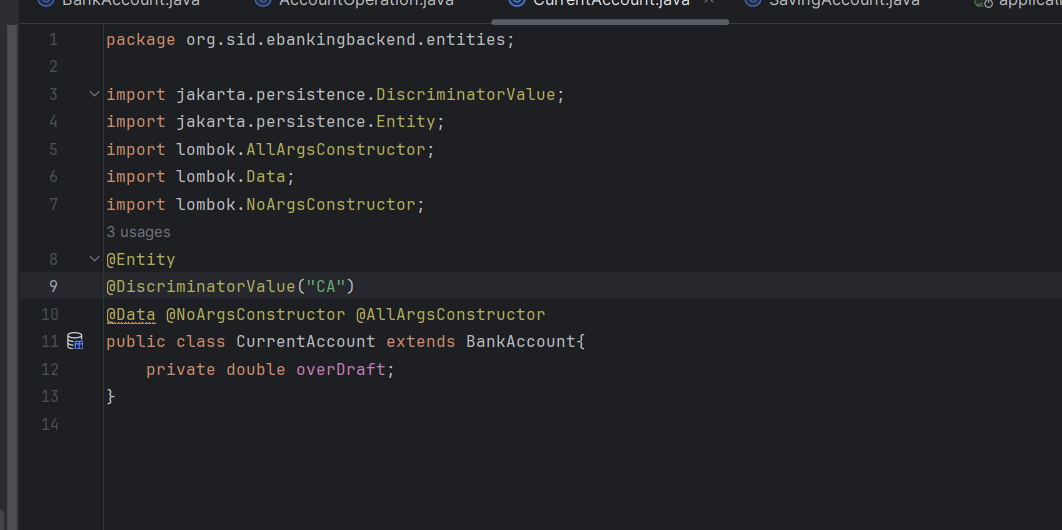 BankAccount.java AccountOperation.java CurrentAccount.java SavingAccount.java
1 package org.sid.ebankingbackend.entities;
2
3 import jakarta.persistence.DiscriminatorValue;
4 import jakarta.persistence.Entity;
5 import lombok.AllArgsConstructor;
6 import lombok.Data;
7 import lombok.NoArgsConstructor;
3 usages
8 @Entity
9 @DiscriminatorValue("CA")
10 @Data @NoArgsConstructor @AllArgsConstructor
11 public class CurrentAccount extends BankAccount{
12 private double overDraft;
13 }
14